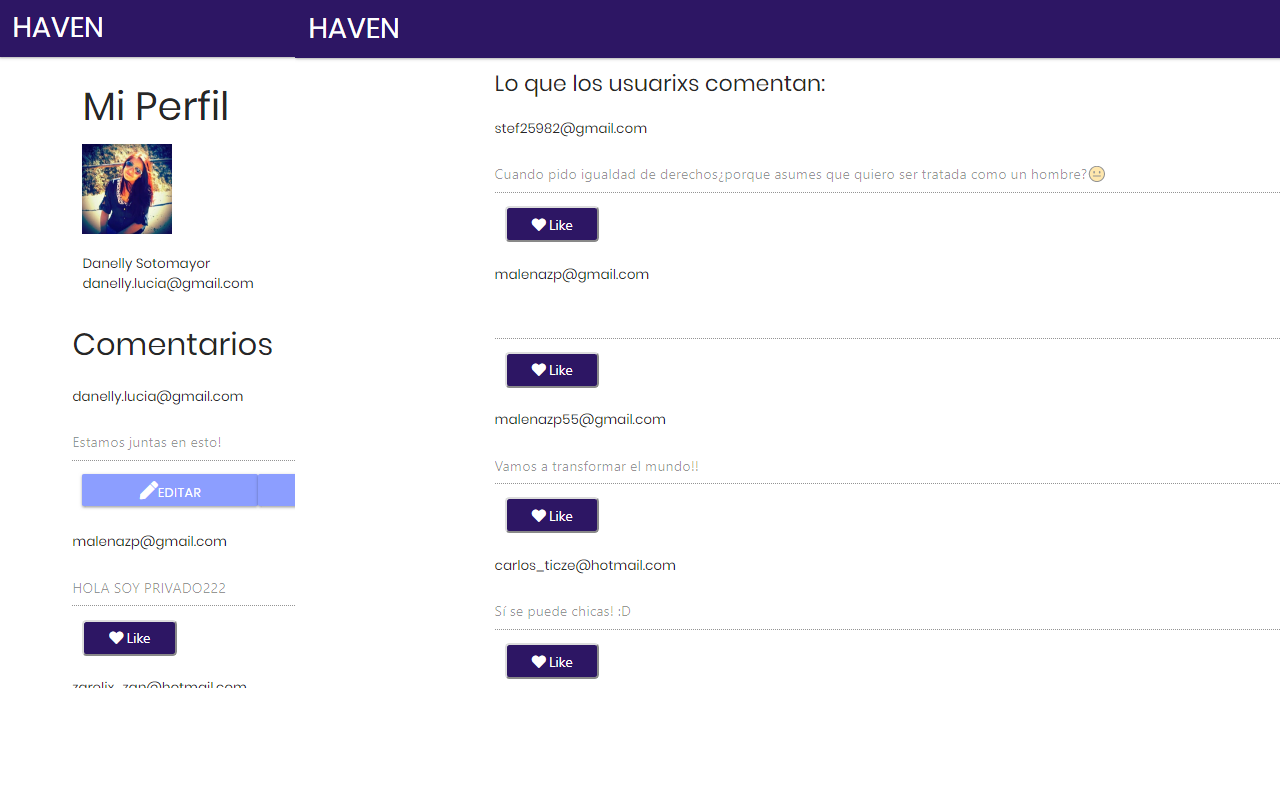 HAVEN
Mi Perfil
Danelly Sotomayor
danelly.lucia@gmail.com
Comentarios
danelly.lucia@gmail.com
Estamos juntas en esto!
EDITAR
malenazp@gmail.com
HOLA SOY PRIVADO222
Like
zarelix_zan@hotmail.com
HAVEN
Lo que los usuarixs comentan:
stef25982@gmail.com
Cuando pido igualdad de derechos¿porque asumes que quiero ser tratada como un hombre?😐
Like
malenazp@gmail.com
Like
malenazp55@gmail.com
Vamos a transformar el mundo!!
Like
carlos_ticze@hotmail.com
Sí se puede chicas! :D
Like